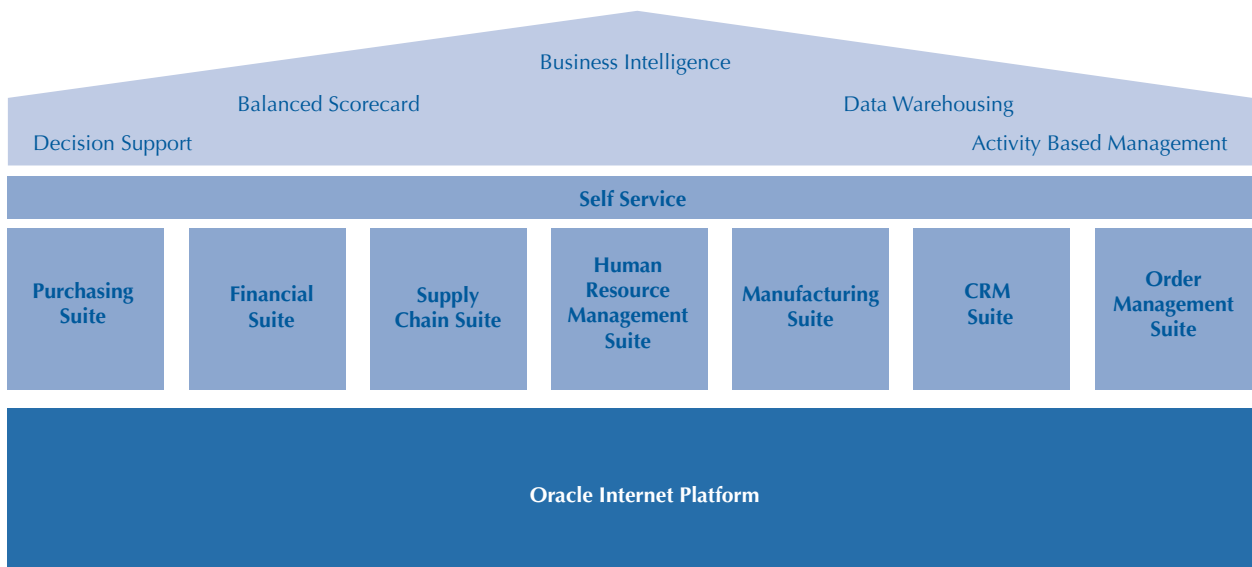 Business Intelligence
Balanced Scorecard
Data Warehousing
Decision Support
Activity Based Management
Self Service
Purchasing
Suite
Financial
Suite
Supply
Chain Suite
Human
Resource
Management
Suite
Manufacturing
Suite
CRM
Suite
Order
Management
Suite
Oracle Internet Platform